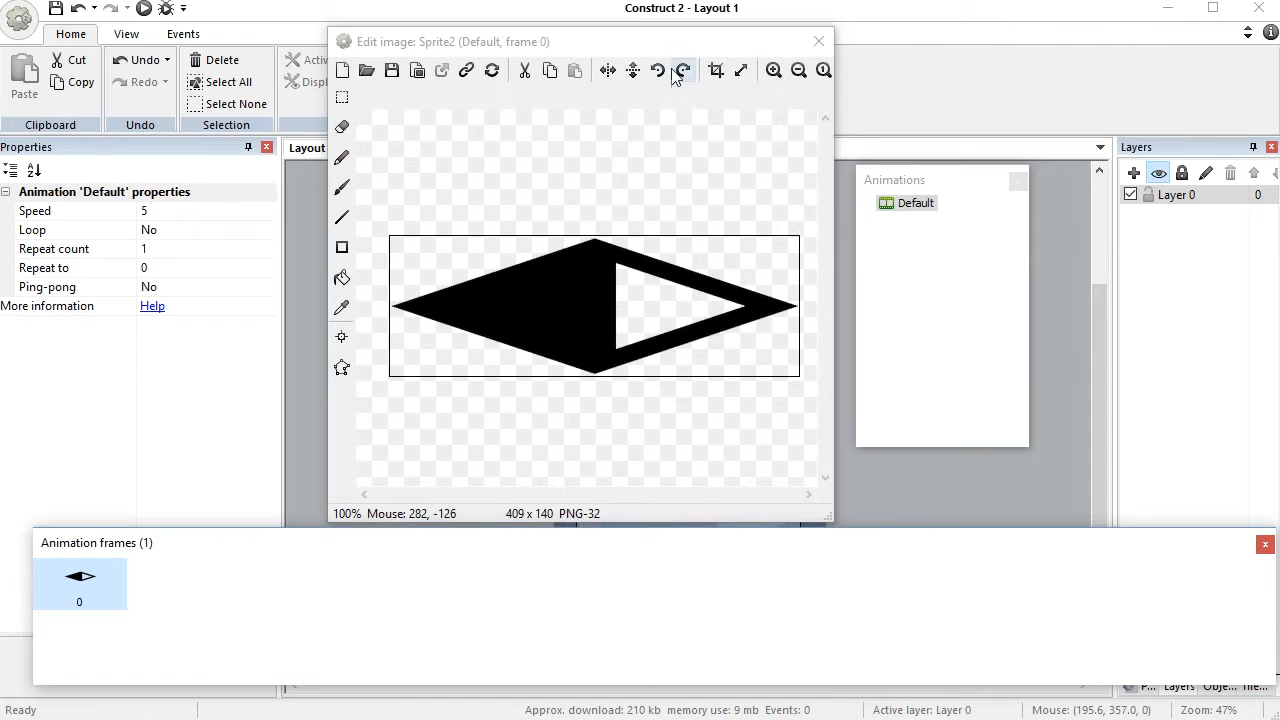 Construct 2 - Layout 1
Home
View
Events
Paste
Cut
Copy
Clipboard
Undo
Redo
Undo
Delete
Select All
Select None
Selection
Edit image: Sprite2 (Default, frame 0)
Properties
Animation 'Default' properties
Speed 5
Loop No
Repeat count 1
Repeat to 0
Ping-pong No
More information Help
Layout
100% Mouse: 282, -126 409 x 140 PNG-32
Animations
Default
Layers
Layer 0 0
Animation frames (1)
0
Layers
Ready
Approx. download: 210 kb memory use: 9 mb Events: 0
Active layer: Layer 0
Mouse: (195.6, 357.0, 0)
Zoom: 47%